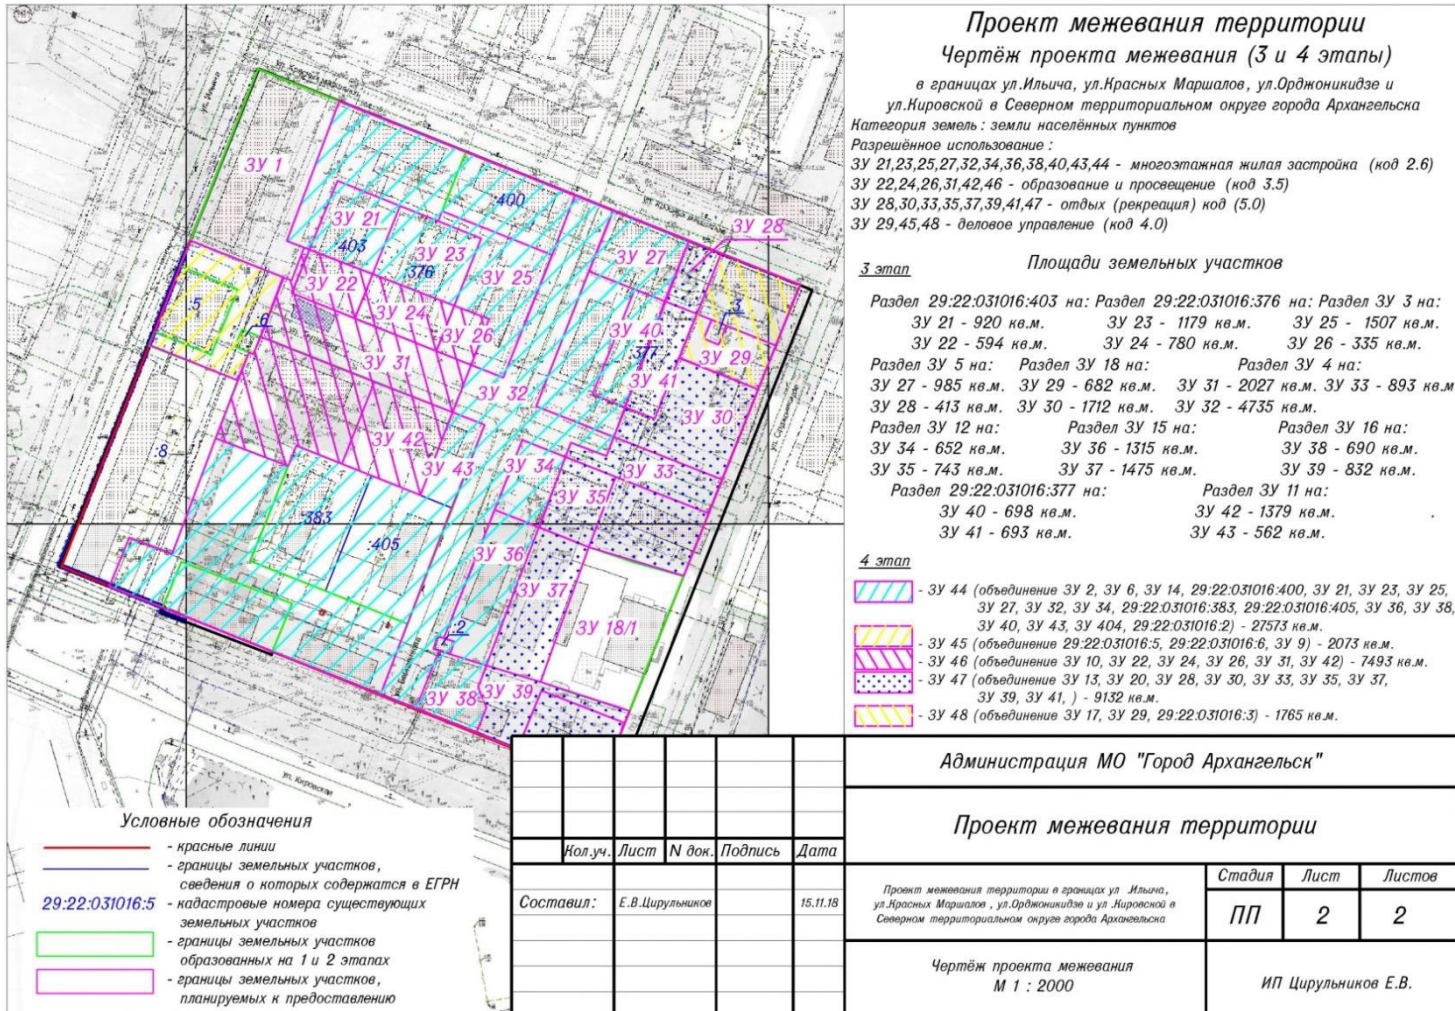 Проект межевания территории
Чертёж проекта межевания (3 и 4 этапы)
в границах ул.Ильича, ул.Красных Маршалов, ул.Орджоникидзе и
ул.Кировской в Северном территориальном округе города Архангельска
Категория земель: земли населённых пунктов
Разрешённое использование :
ЗУ 21,23,25,27,32,34,36,38,40,43,44 - многоэтажная жилая застройка (код 2.6)
ЗУ 22,24,26,31,42,46 - образование и просвещение (код 3.5)
ЗУ 28,30,33,35,37,39,41,47 - отдых (рекреация) код (5.0)
ЗУ 29,45,48 - деловое управление (код 4.0)
3 этап
Площади земельных участков
Раздел 29:22:031016:403 на: Раздел 29:22:031016:376 на: Раздел ЗУ 3 на:
ЗУ 21 - 920 кв.м. ЗУ 23 - 1179 кв.м. ЗУ 25 - 1507 кв.м.
ЗУ 22 - 594 кв.м. ЗУ 24 - 780 кв.м. ЗУ 26 - 335 кв.м.
Раздел ЗУ 5 на: Раздел ЗУ 18 на: Раздел ЗУ 4 на:
ЗУ 27 - 985 кв.м. ЗУ 29 - 682 кв.м. ЗУ 31 - 2027 кв.м. ЗУ 33 - 893 кв.м
ЗУ 28 - 413 кв.м. ЗУ 30 - 1712 кв.м. ЗУ 32 - 4735 кв.м.
Раздел ЗУ 12 на: Раздел ЗУ 15 на: Раздел ЗУ 16 на:
ЗУ 34 - 652 кв.м. ЗУ 36 - 1315 кв.м. ЗУ 38 - 690 кв.м.
ЗУ 35 - 743 кв.м. ЗУ 37 - 1475 кв.м. ЗУ 39 - 832 кв.м.
Раздел 29:22:031016:377 на: Раздел ЗУ 11 на:
ЗУ 40 - 698 кв.м. ЗУ 42 - 1379 кв.м.
ЗУ 41 - 693 кв.м. ЗУ 43 - 562 кв.м.
4 этап
- ЗУ 44 (объединение ЗУ 2, ЗУ 6, ЗУ 14, 29:22:031016:400, ЗУ 21, ЗУ 23, ЗУ 25,
ЗУ 27, ЗУ 32, ЗУ 34, 29:22:031016:383, 29:22:031016:405, ЗУ 36, ЗУ 38,
ЗУ 40, ЗУ 43, ЗУ 404, 29:22:031016:2) - 27573 кв.м.
- ЗУ 45 (объединение 29:22:031016:5, 29:22:031016:6, ЗУ 9) - 2073 кв.м.
- ЗУ 46 (объединение ЗУ 10, ЗУ 22, ЗУ 24, ЗУ 26, ЗУ 31, ЗУ 42) - 7493 кв.м.
- ЗУ 47 (объединение ЗУ 13, ЗУ 20, ЗУ 28, ЗУ 30, ЗУ 33, ЗУ 35, ЗУ 37,
ЗУ 39, ЗУ 41, ) - 9132 кв.м.
- ЗУ 48 (объединение ЗУ 17, ЗУ 29, 29:22:031016:3) - 1765 кв.м.
ЗУ 1
:400
ЗУ 21
:403
ЗУ 23
376
ЗУ 25
ЗУ 27
ЗУ 28
ЗУ 22
ЗУ 24
ЗУ 26
:5
:6
:3
ЗУ 29
ЗУ 31
ЗУ 40
:377
ЗУ 41
ЗУ 32
ЗУ 30
:8
ЗУ 42
ЗУ 43
ЗУ 34
ЗУ 33
ЗУ 35
:383
:405
ЗУ 36
ЗУ 37
ЗУ 18/1
:2
ЗУ 38
ЗУ 39
ул. Кировская
Условные обозначения
- красные линии
- границы земельных участков,
сведения о которых содержатся в ЕГРН
29:22:031016:5 - кадастровые номера существующих
земельных участков
- границы земельных участков
образованных на 1 и 2 этапах
- границы земельных участков,
планируемых к предоставлению
Кол.уч. Лист N док. Подпись Дата
Составил: Е.В.Цирульников 15.11.18
Администрация МО "Город Архангельск"
Проект межевания территории
Проект межевания территории в границах ул .Ильича,
ул.Красных Маршалов , ул.Орджоникидзе и ул .Кировской в
Северном территориальном округе города Архангельска
Стадия Лист Листов
ПП 2 2
Чертёж проекта межевания
М 1 : 2000
ИП Цирульников Е.В.